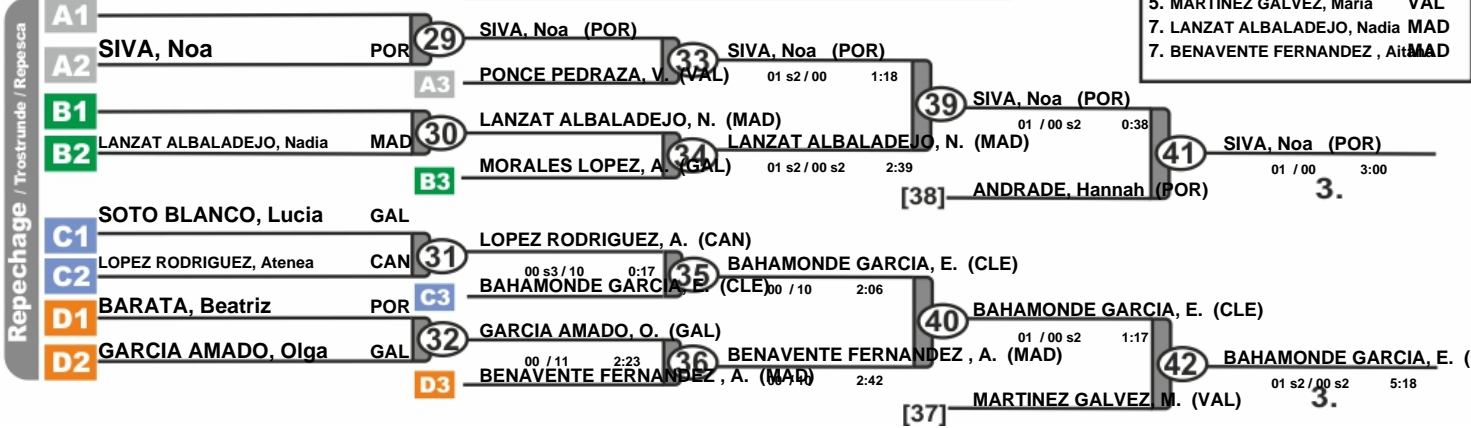 5. MARTINEZ GALVEZ, Maria VAL
7. LANZAT ALBALADEJO, Nadia MAD
7. BENAVENTE FERNANDEZ , Aitana MAD
Repechage / Trostrunde / Repesca
A1
A2 SIVA, Noa POR
29
SIVA, Noa (POR)
A3 PONCE PEDRAZA, V. (VAL)
33
SIVA, Noa (POR)
01 s2 / 00 1:18
B1
B2 LANZAT ALBALADEJO, Nadia MAD
30
LANZAT ALBALADEJO, N. (MAD)
B3 MORALES LOPEZ, A. (GAL)
34
LANZAT ALBALADEJO, N. (MAD)
01 s2 / 00 s2 2:39
39
SIVA, Noa (POR)
01 / 00 s2 0:38
[38] ANDRADE, Hannah (POR)
41
SIVA, Noa (POR)
01 / 00 3:00
3.
C1 SOTO BLANCO, Lucia GAL
C2 LOPEZ RODRIGUEZ, Atenea CAN
31
LOPEZ RODRIGUEZ, A. (CAN)
00 s3 / 10 0:17
C3 BAHAMONDE GARCIA, E. (CLE)
35
BAHAMONDE GARCIA, E. (CLE)
00 / 10 2:06
D1 BARATA, Beatriz POR
D2 GARCIA AMADO, Olga GAL
32
GARCIA AMADO, O. (GAL)
00 / 11 2:23
D3 BENAVENTE FERNANDEZ , A. (MAD)
36
BENAVENTE FERNANDEZ , A. (MAD)
00 / 10 2:42
40
BAHAMONDE GARCIA, E. (CLE)
01 / 00 s2 1:17
[37] MARTINEZ GALVEZ, M. (VAL)
42
BAHAMONDE GARCIA, E. (
01 s2 / 00 s2 5:18
3.